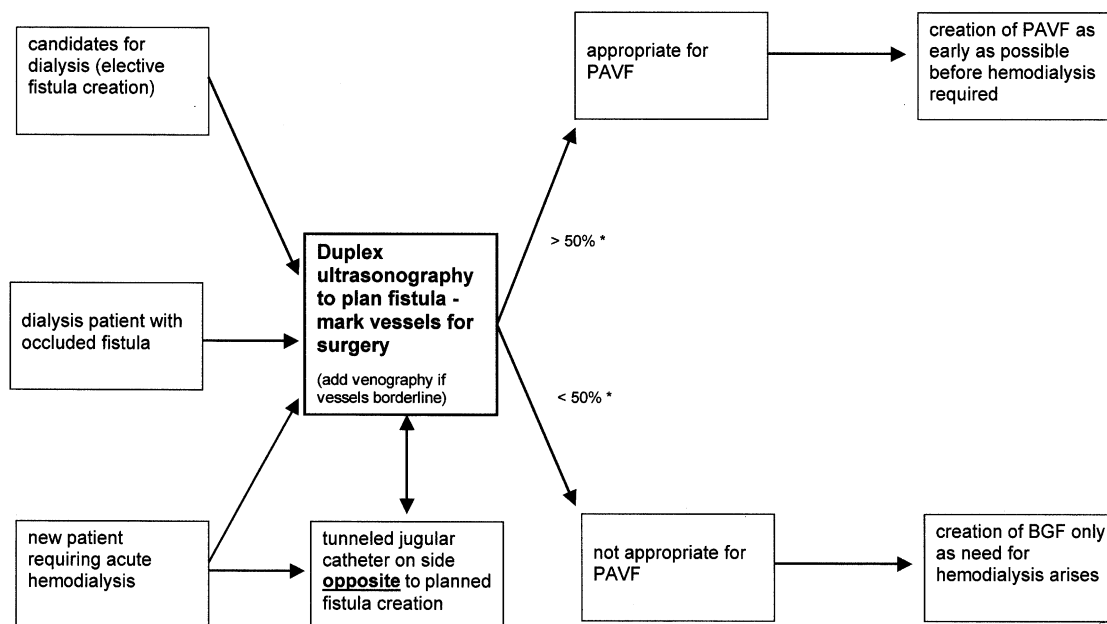 candidates for
dialysis (elective
fistula creation)
appropriate for
PAVF
creation of PAVF as
early as possible
before hemodialysis
required
> 50% *
Duplex
ultrasonography
to plan fistula -
mark vessels for
surgery
(add venography if
vessels borderline)
dialysis patient with
occluded fistula
< 50% *
new patient
requiring acute
hemodialysis
tunneled jugular
catheter on side
opposite to planned
fistula creation
not appropriate for
PAVF
creation of BGF only
as need for
hemodialysis arises